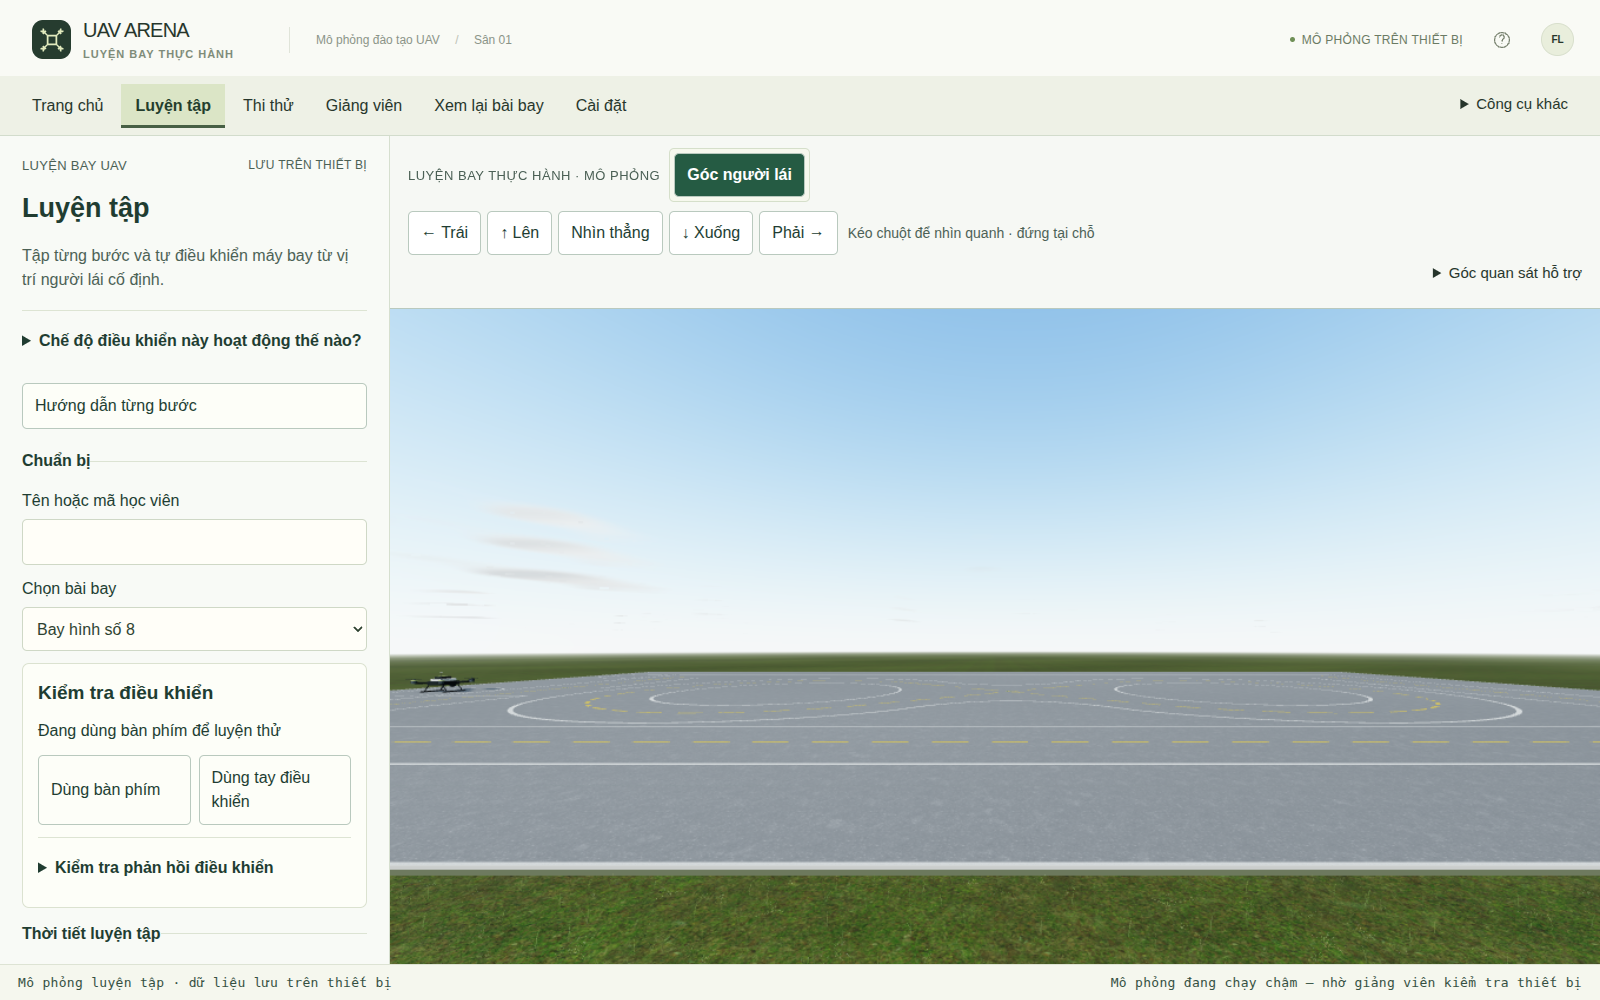 UAV ARENA
LUYỆN BAY THỰC HÀNH
Mô phỏng đào tạo UAV / Sân 01
MÔ PHỎNG TRÊN THIẾT BỊ
FL
Trang chủ
Luyện tập
Thi thử
Giảng viên
Xem lại bài bay
Cài đặt
Công cụ khác
LUYỆN BAY UAV
LƯU TRÊN THIẾT BỊ
Luyện tập
Tập từng bước và tự điều khiển máy bay từ vị
trí người lái cố định.
Chế độ điều khiển này hoạt động thế nào?
Hướng dẫn từng bước
Chuẩn bị
Tên hoặc mã học viên
Chọn bài bay
Bay hình số 8
Kiểm tra điều khiển
Đang dùng bàn phím để luyện thử
Dùng bàn phím
Dùng tay điều
khiển
Kiểm tra phản hồi điều khiển
Thời tiết luyện tập
LUYỆN BAY THỰC HÀNH · MÔ PHỎNG
Góc người lái
← Trái
↑ Lên
Nhìn thẳng
↓ Xuống
Phải →
Kéo chuột để nhìn quanh · đứng tại chỗ
Góc quan sát hỗ trợ
Mô phỏng luyện tập · dữ liệu lưu trên thiết bị
Mô phỏng đang chạy chậm — nhờ giảng viên kiểm tra thiết bị